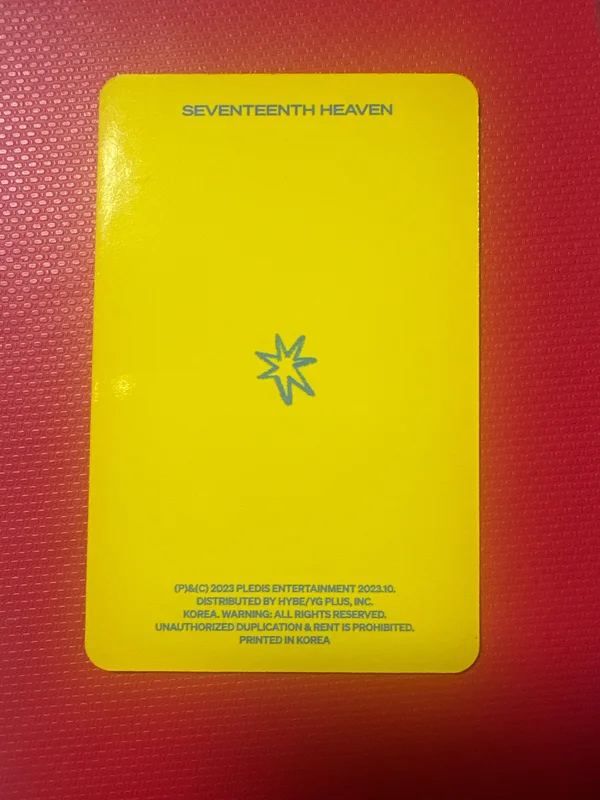 SEVENTEENTH HEAVEN
(P)&(C) 2023 PLEDIS ENTERTAINMENT 2023.10.
DISTRIBUTED BY HYBE/YG PLUS, INC.
KOREA. WARNING: ALL RIGHTS RESERVED.
UNAUTHORIZED DUPLICATION & RENT IS PROHIBITED.
PRINTED IN KOREA